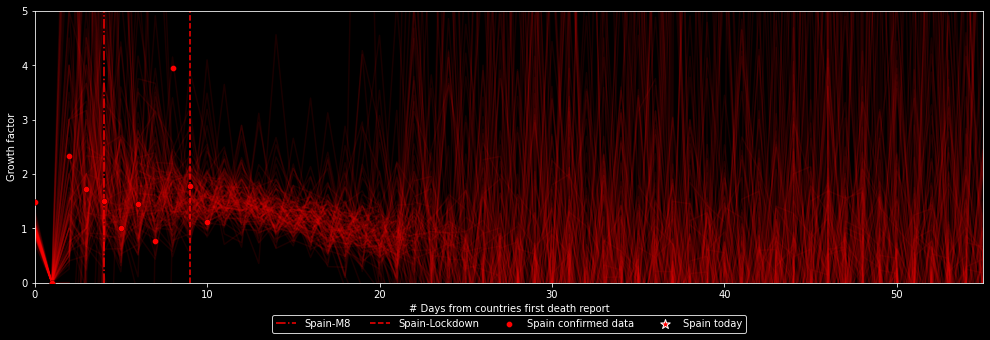 5
4
3
2
1
0
Growth factor
0 10 20 30 40 50
# Days from countries first death report
Spain-M8 Spain-Lockdown Spain confirmed data Spain today